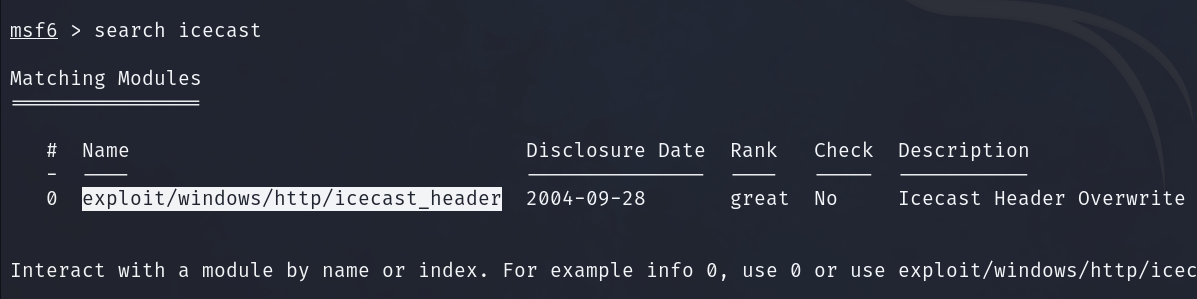 msf6 > search icecast
Matching Modules
================
# Name Disclosure Date Rank Check Description
- ---- --------------- ---- ----- -----------
0 exploit/windows/http/icecast_header 2004-09-28 great No Icecast Header Overwrite
Interact with a module by name or index. For example info 0, use 0 or use exploit/windows/http/icec